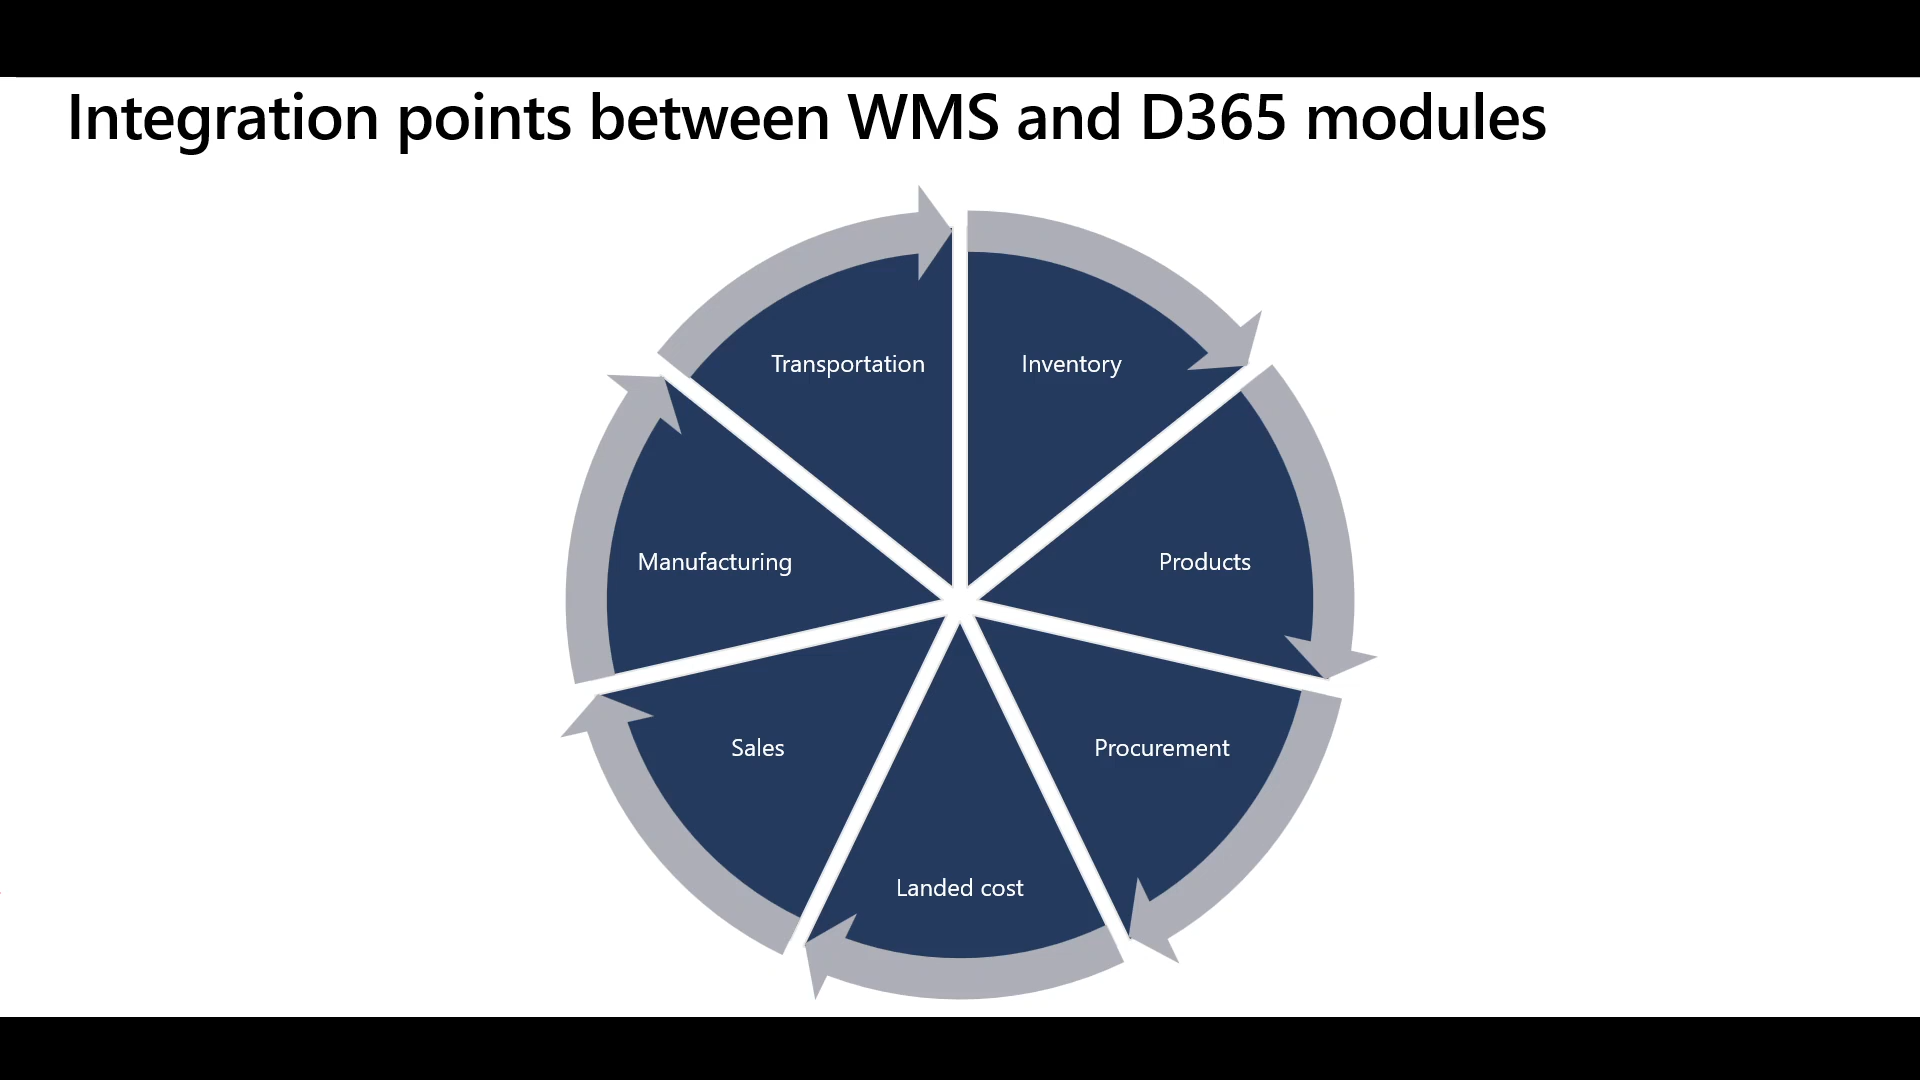 Integration points between WMS and D365 modules
Transportation
Inventory
Manufacturing
Products
Sales
Procurement
Landed cost